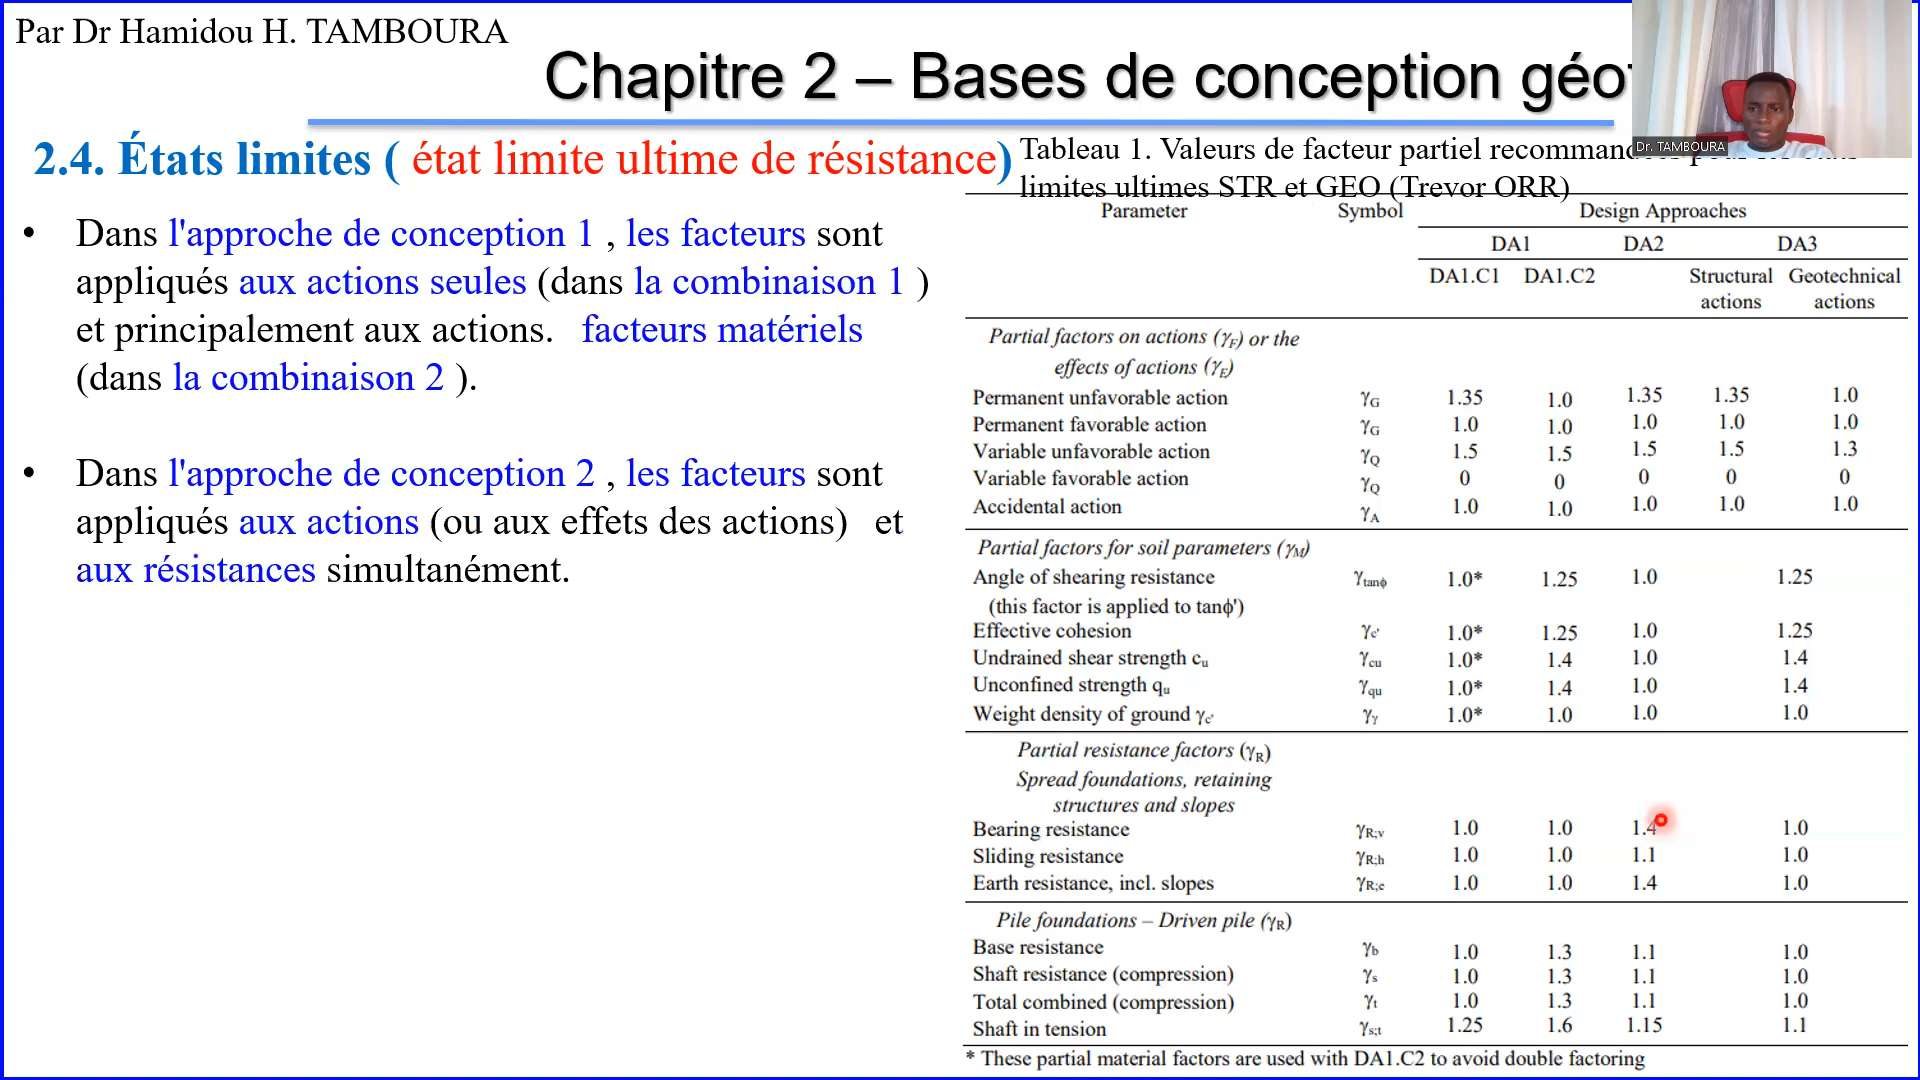 Par Dr Hamidou H. TAMBOURA
Chapitre 2 – Bases de conception géo
Dr. TAMBOURA
2.4. États limites ( état limite ultime de résistance)
• Dans l'approche de conception 1 , les facteurs sont
appliqués aux actions seules (dans la combinaison 1 )
et principalement aux actions. facteurs matériels
(dans la combinaison 2 ).
• Dans l'approche de conception 2 , les facteurs sont
appliqués aux actions (ou aux effets des actions) et
aux résistances simultanément.
Tableau 1. Valeurs de facteur partiel
limites ultimes STR et GEO (Trevor ORR)
Parameter Symbol Design Approaches
DA1 DA2 DA3
DA1.C1 DA1.C2 Structural Geotechnical
actions actions
Partial factors on actions (γF) or the
effects of actions (γE)
Permanent unfavorable action γG 1.35 1.0 1.35 1.35 1.0
Permanent favorable action γG 1.0 1.0 1.0 1.0 1.0
Variable unfavorable action γQ 1.5 1.5 1.5 1.5 1.3
Variable favorable action γQ 0 0 0 0 0
Accidental action γA 1.0 1.0 1.0 1.0 1.0
Partial factors for soil parameters (γM)
Angle of shearing resistance γtanϕ 1.0* 1.25 1.0 1.25
(this factor is applied to tanϕ')
Effective cohesion γc' 1.0* 1.25 1.0 1.25
Undrained shear strength cu γcu 1.0* 1.4 1.0 1.4
Unconfined strength qu γqu 1.0* 1.4 1.0 1.4
Weight density of ground γc' γγ 1.0* 1.0 1.0 1.0
Partial resistance factors (γR)
Spread foundations, retaining
structures and slopes
Bearing resistance γR;v 1.0 1.0 1.4 1.0
Sliding resistance γR;h 1.0 1.0 1.1 1.0
Earth resistance, incl. slopes γR;e 1.0 1.0 1.4 1.0
Pile foundations – Driven pile (γR)
Base resistance γb 1.0 1.3 1.1 1.0
Shaft resistance (compression) γs 1.0 1.3 1.1 1.0
Total combined (compression) γt 1.0 1.3 1.1 1.0
Shaft in tension γs;t 1.25 1.6 1.15 1.1
* These partial material factors are used with DA1.C2 to avoid double factoring